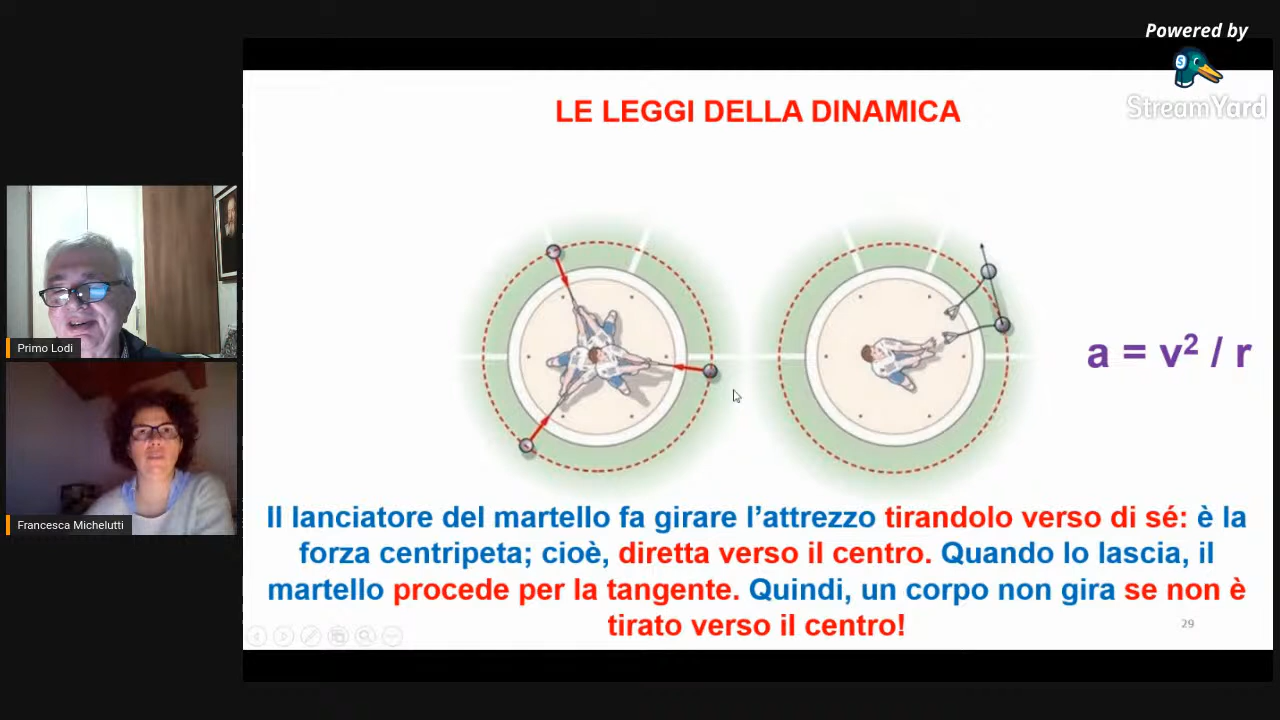 Powered by
StreamYard
LE LEGGI DELLA DINAMICA
a = v² / r
Primo Lodi
Francesca Michelutti
Il lanciatore del martello fa girare l’attrezzo tirandolo verso di sé: è la
forza centripeta; cioè, diretta verso il centro. Quando lo lascia, il
martello procede per la tangente. Quindi, un corpo non gira se non è
tirato verso il centro!
29